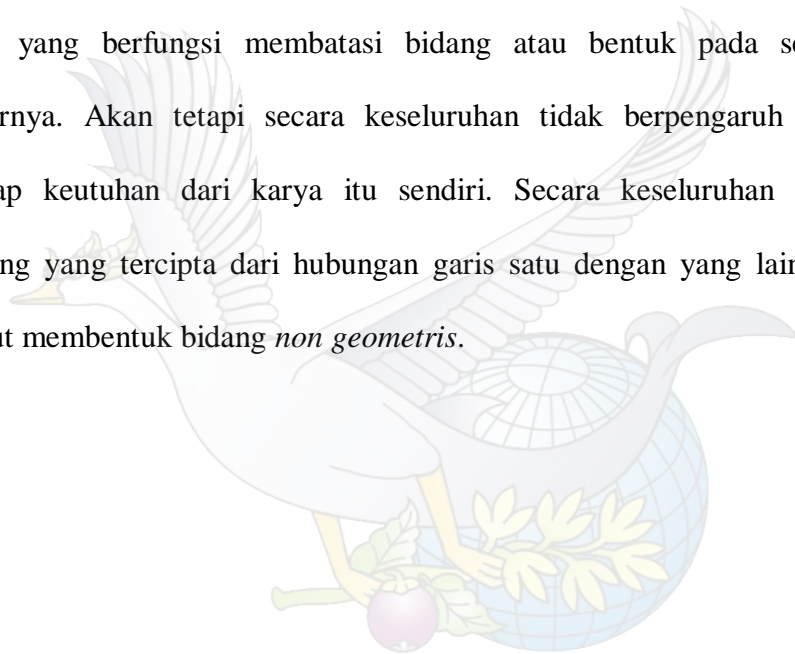 yang berfungsi membatasi bidang atau bentuk pada se
rnya. Akan tetapi secara keseluruhan tidak berpengaruh
ap keutuhan dari karya itu sendiri. Secara keseluruhan
ng yang tercipta dari hubungan garis satu dengan yang lain
ut membentuk bidang non geometris.